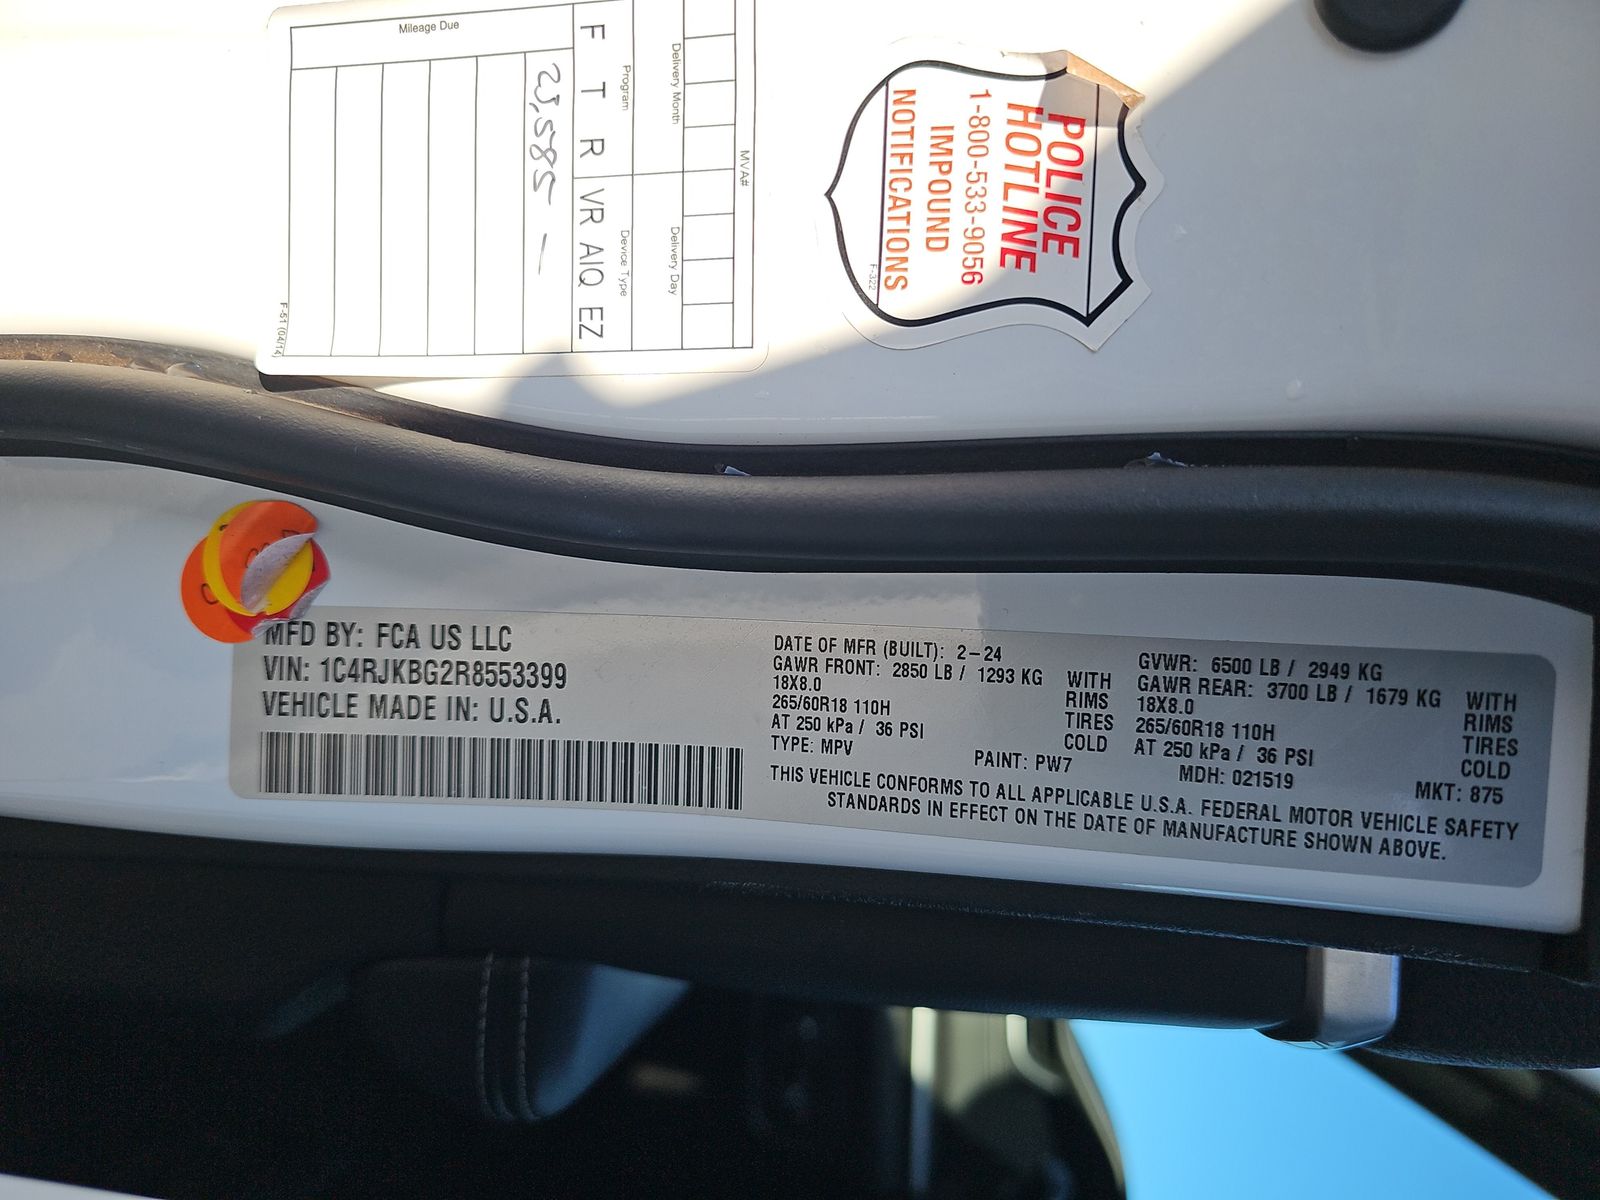 MVA#
Delivery Month
Delivery Day
Program
Device Type
F T R
VR AIQ EZ
Mileage Due
25,585 -
F-51 (04/14)
POLICE
HOTLINE
1-800-533-9056
IMPOUND
NOTIFICATIONS
F-322
MFD BY: FCA US LLC
VIN: 1C4RJKBG2R8553399
VEHICLE MADE IN: U.S.A.
DATE OF MFR (BUILT): 2-24
GAWR FRONT: 2850 LB / 1293 KG WITH
18X8.0 RIMS
265/60R18 110H TIRES
AT 250 kPa / 36 PSI COLD
TYPE: MPV
PAINT: PW7
GVWR: 6500 LB / 2949 KG
GAWR REAR: 3700 LB / 1679 KG WITH
18X8.0 RIMS
265/60R18 110H TIRES
AT 250 kPa / 36 PSI COLD
MDH: 021519
MKT: 875
THIS VEHICLE CONFORMS TO ALL APPLICABLE U.S.A. FEDERAL MOTOR VEHICLE SAFETY
STANDARDS IN EFFECT ON THE DATE OF MANUFACTURE SHOWN ABOVE.